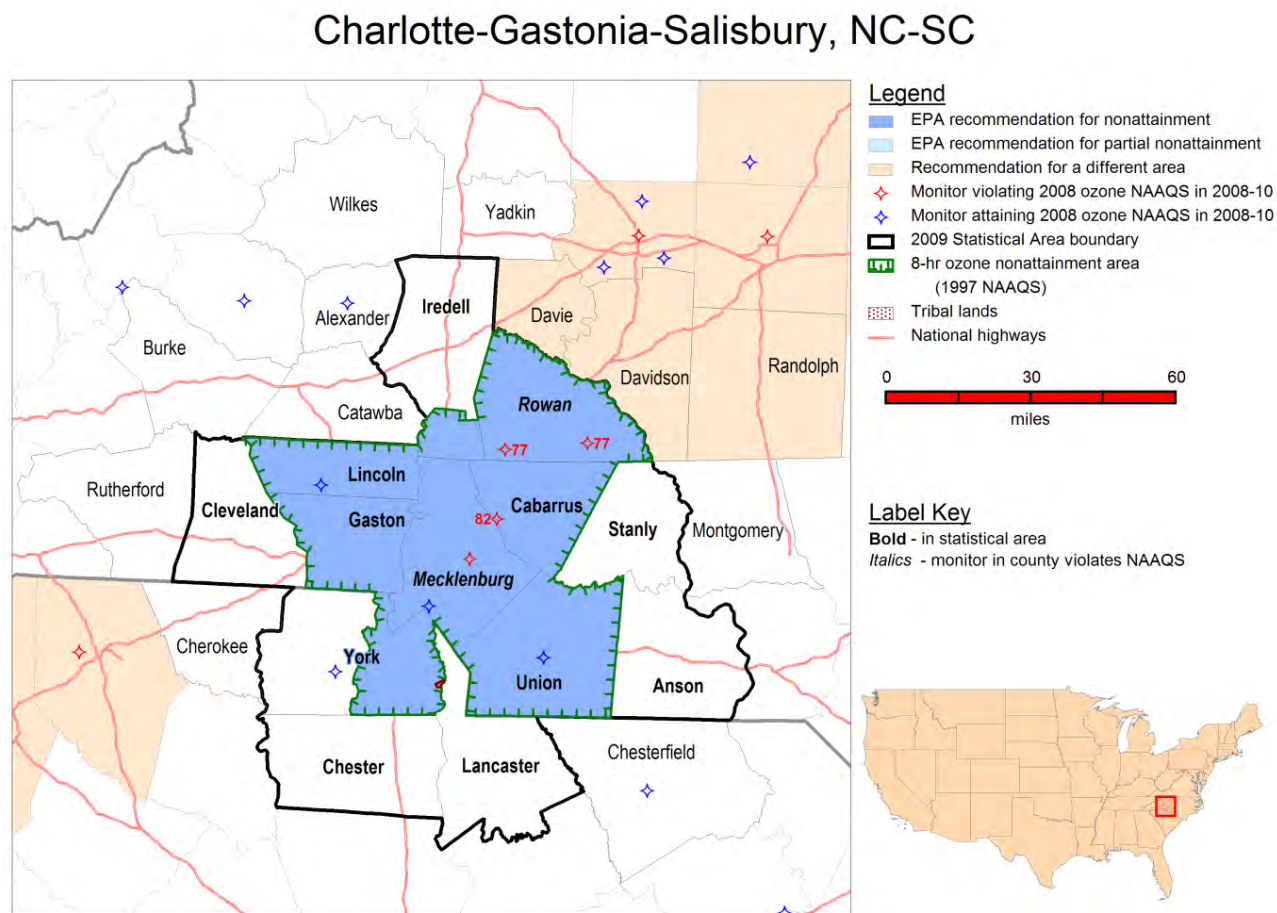 Charlotte-Gastonia-Salisbury, NC-SC
Legend
EPA recommendation for nonattainment
EPA recommendation for partial nonattainment
Recommendation for a different area
Monitor violating 2008 ozone NAAQS in 2008-10
Monitor attaining 2008 ozone NAAQS in 2008-10
2009 Statistical Area boundary
8-hr ozone nonattainment area
(1997 NAAQS)
Tribal lands
National highways
0 30 60
miles
Label Key
Bold - in statistical area
Italics - monitor in county violates NAAQS
Wilkes
Yadkin
Iredell
Alexander
Davie
Burke
Davidson
Randolph
Rowan
Catawba
77
77
Lincoln
Rutherford
Cleveland
Gaston
Cabarrus
82
Stanly
Montgomery
Mecklenburg
Cherokee
York
Union
Anson
Chester
Lancaster
Chesterfield